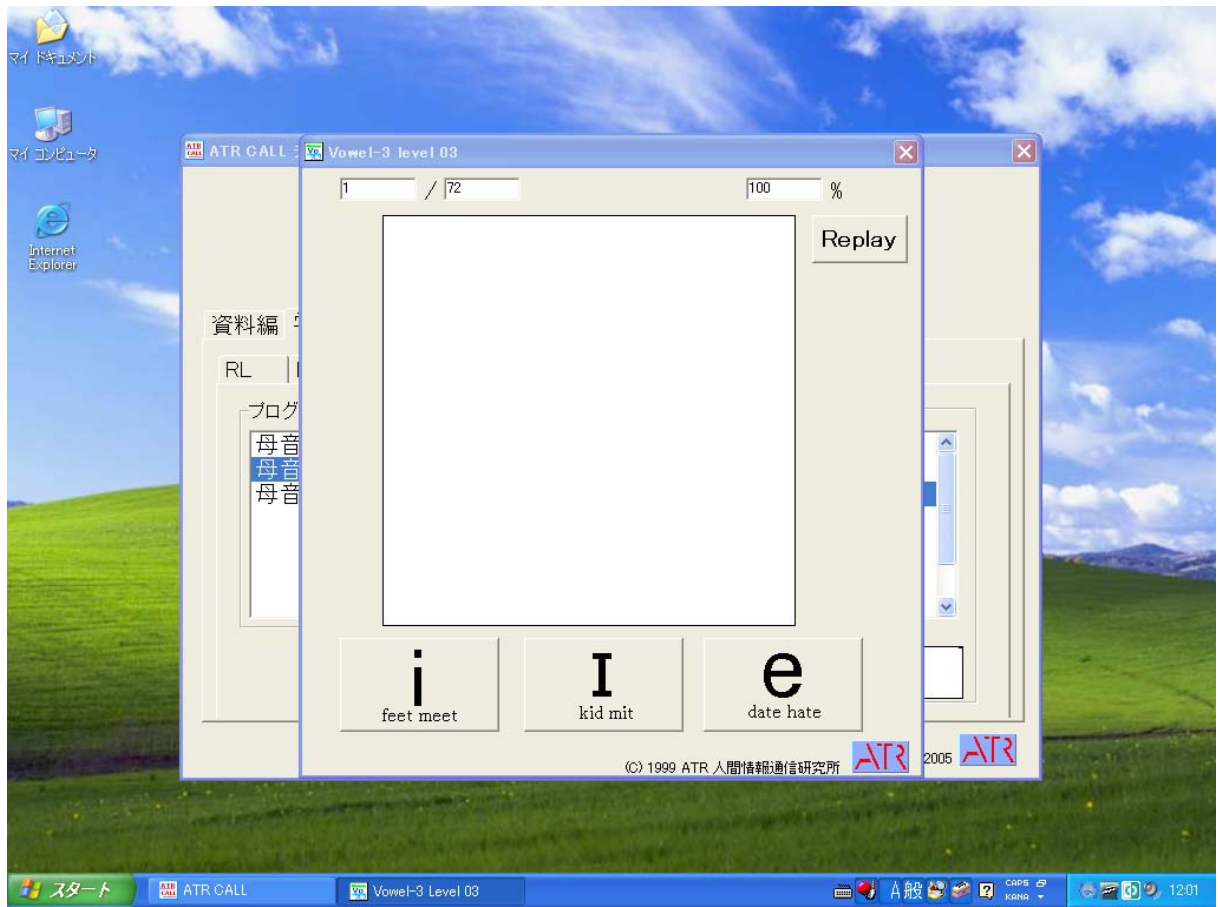 マイ ドキュメント
マイ コンピュータ
Internet
Explorer
ATR CALL
Vowel-3 level 03
1 / 72
100 %
Replay
資料編
RL
プログ
母音
母音
母音
i
feet meet
I
kid mit
e
date hate
(C) 1999 ATR 人間情報通信研究所 ATR
2005 ATR
スタート
ATR CALL
Vowel-3 Level 03
A 般
CAPS
KANA
12:01